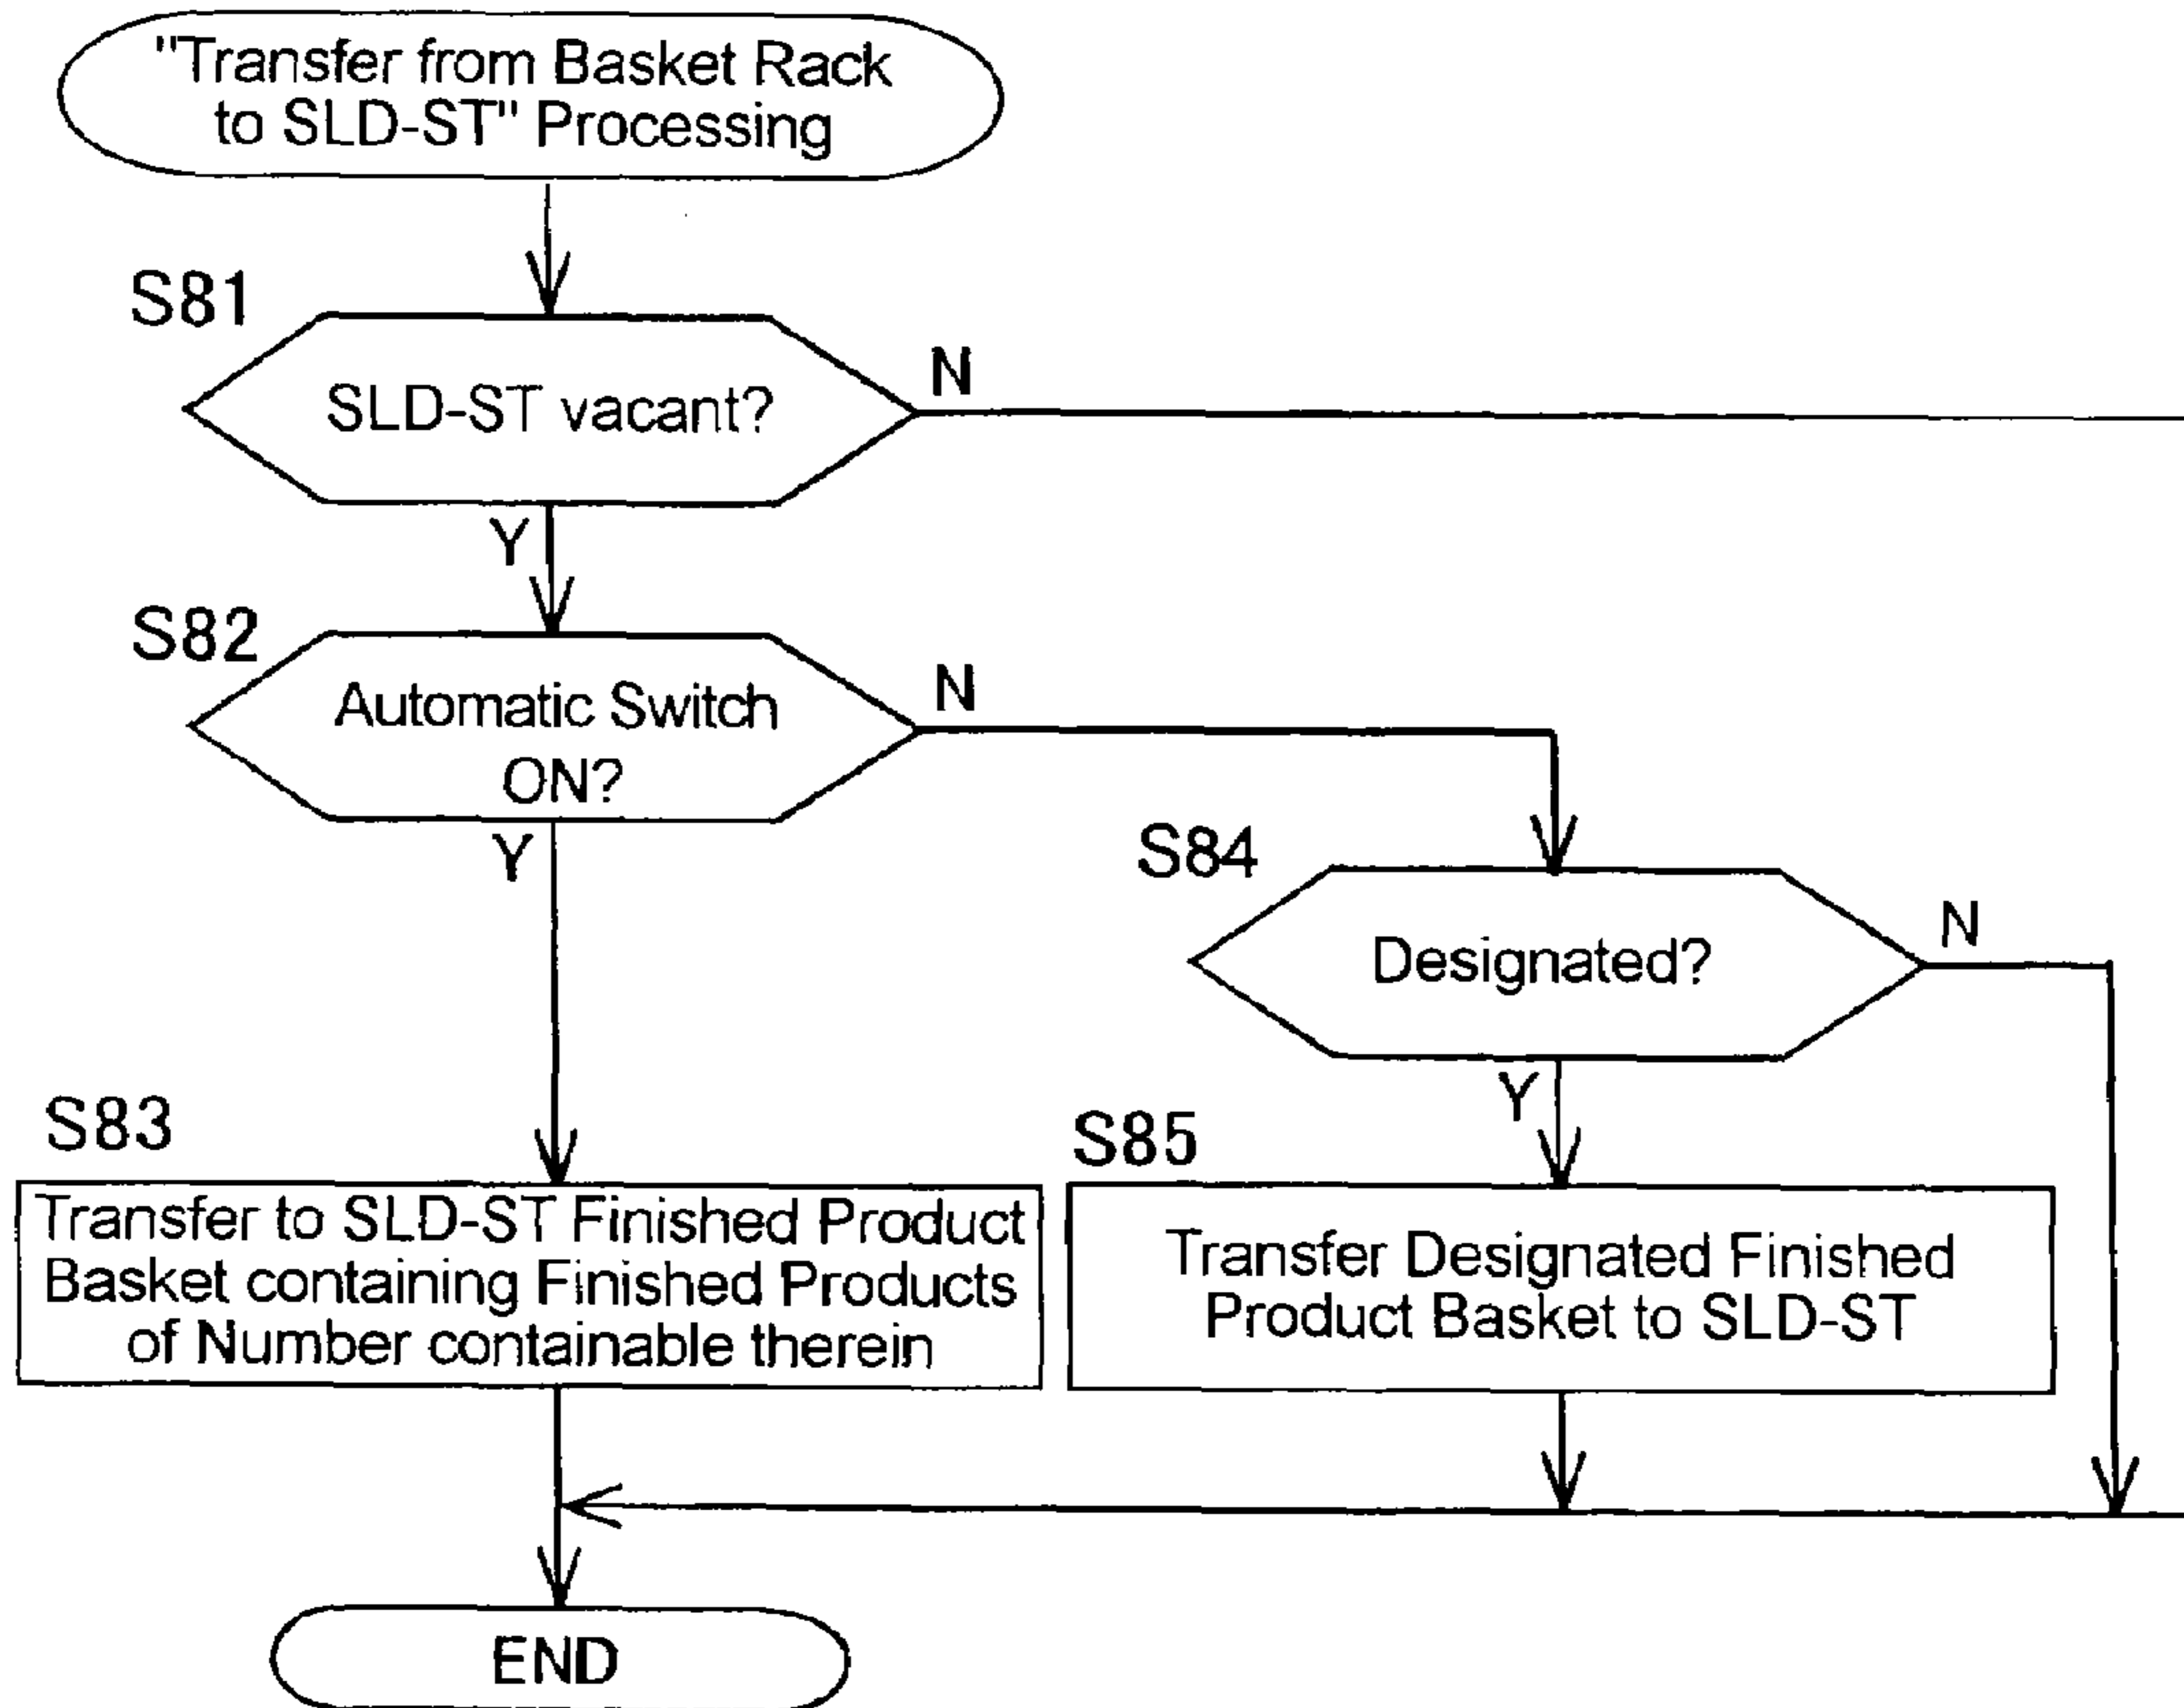 "Transfer from Basket Rack
to SLD-ST" Processing
S81
SLD-ST vacant?
N
Y
S82
Automatic Switch
ON?
N
Y
S84
Designated?
N
Y
S83
Transfer to SLD-ST Finished Product
Basket containing Finished Products
of Number containable therein
S85
Transfer Designated Finished
Product Basket to SLD-ST
END